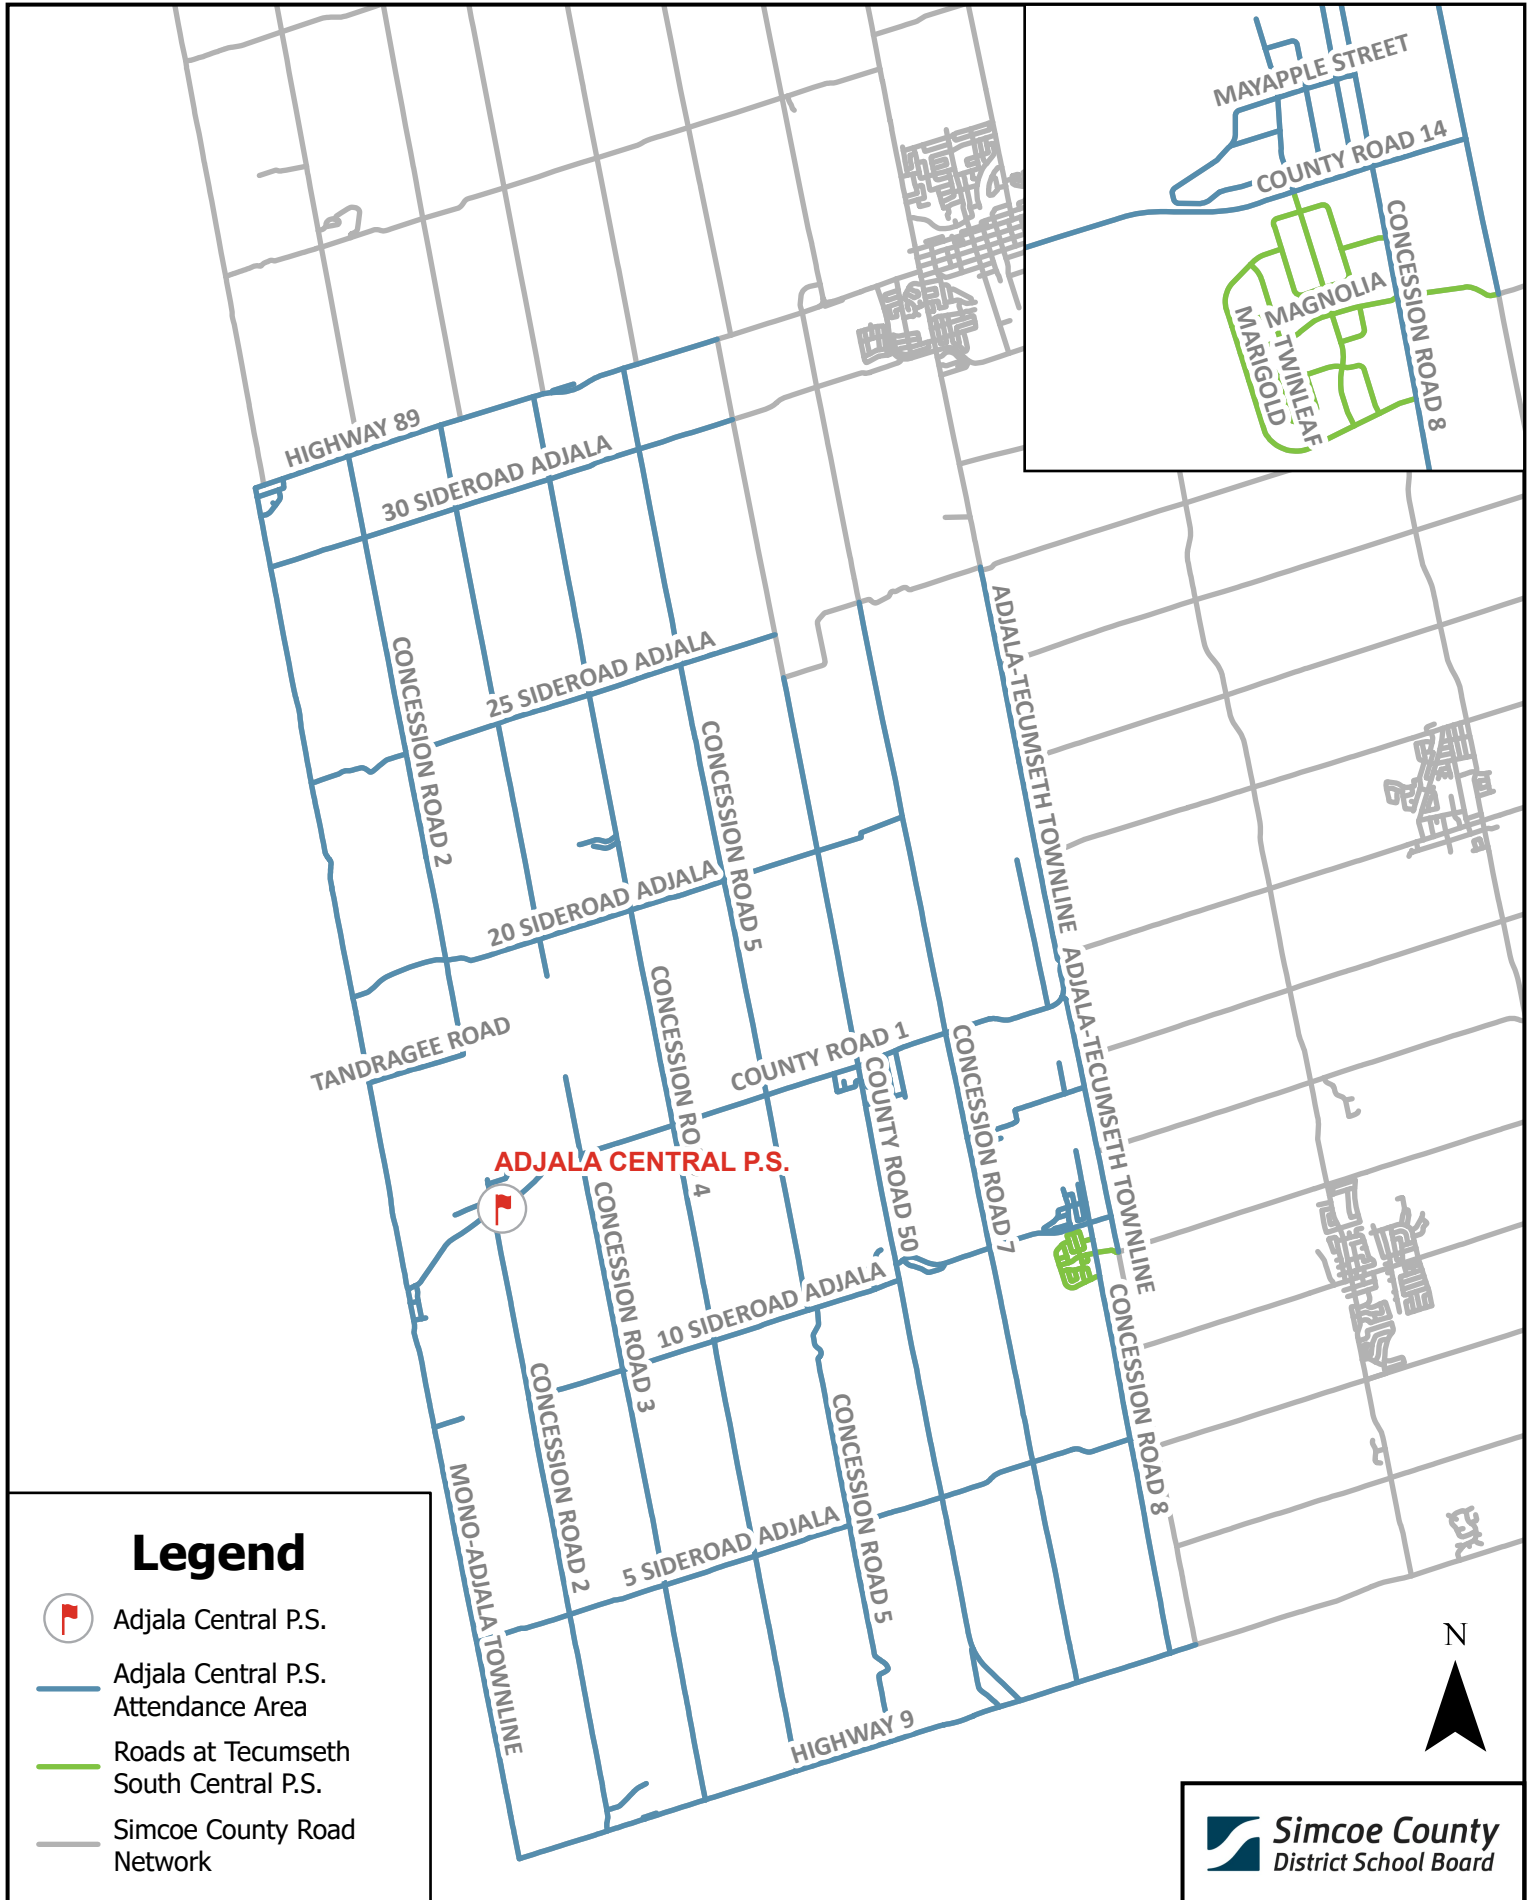 MAYAPPLE STREET
COUNTY ROAD 14
CONCESSION ROAD 8
MAGNOLIA
MARIGOLD
TWINLEAF
HIGHWAY 89
30 SIDEROAD ADJALA
ADJALA-TECUMSETH TOWNLINE
25 SIDEROAD ADJALA
CONCESSION ROAD 2
CONCESSION ROAD 5
20 SIDEROAD ADJALA
ADJALA-TECUMSETH TOWNLINE
CONCESSION RO 4
TANDRAGEE ROAD
COUNTY ROAD 1
CONCESSION ROAD 7
COUNTY ROAD 50
ADJALA CENTRAL P.S.
CONCESSION ROAD 3
10 SIDEROAD ADJALA
CONCESSION ROAD 8
CONCESSION ROAD 2
CONCESSION ROAD 5
MONO-ADJALA TOWNLINE
5 SIDEROAD ADJALA
HIGHWAY 9
Legend
Adjala Central P.S.
Adjala Central P.S.
Attendance Area
Roads at Tecumseth
South Central P.S.
Simcoe County Road
Network
N
Simcoe County
District School Board